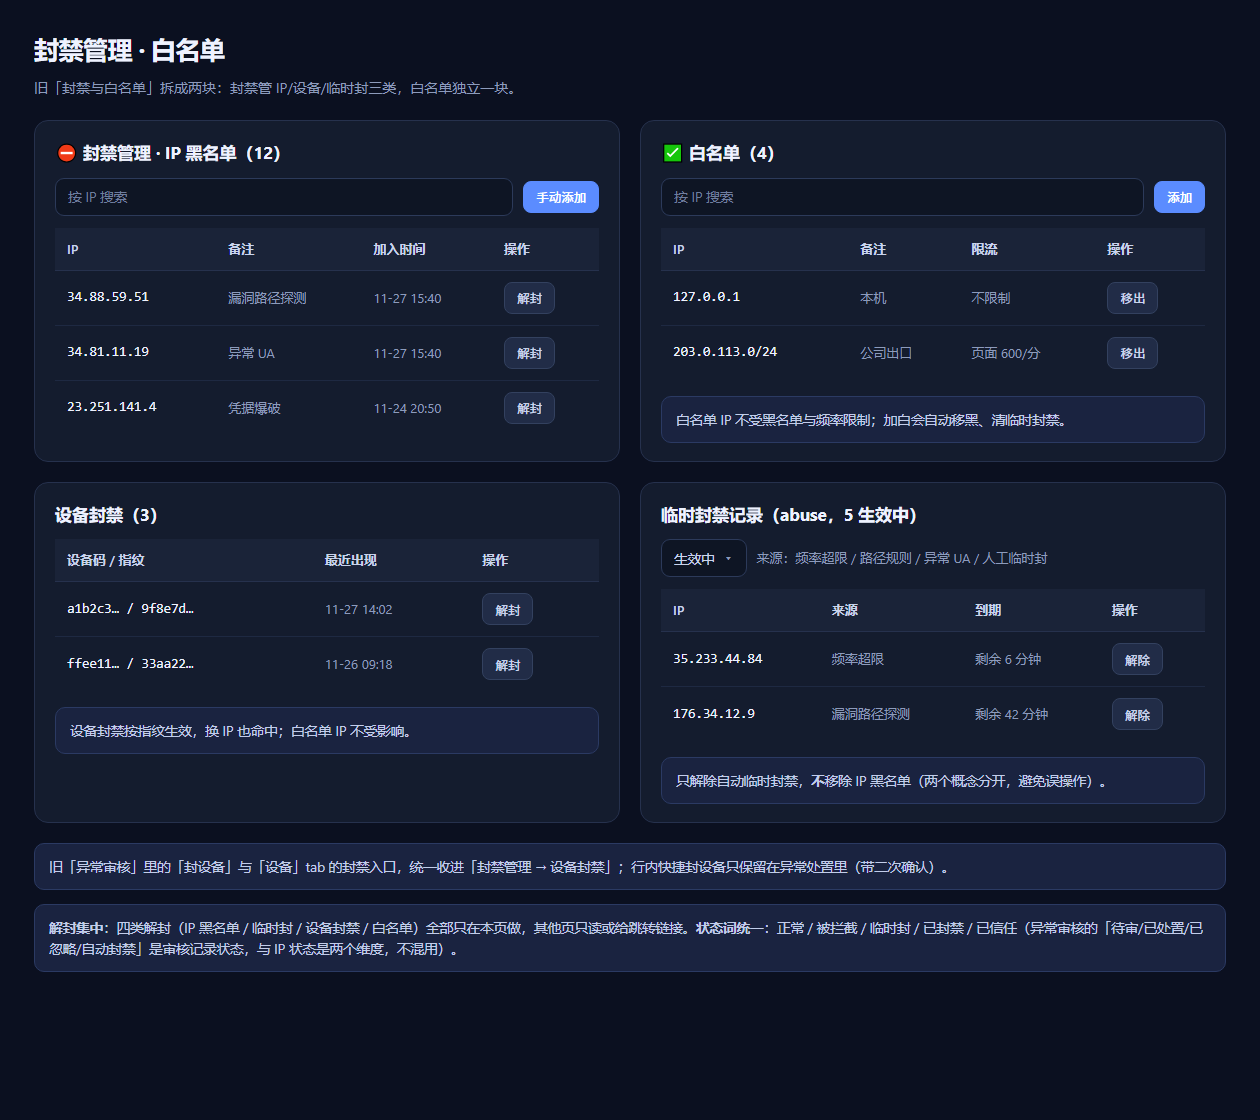 封禁管理 · 白名单
旧「封禁与白名单」拆成两块：封禁管 IP/设备/临时封三类，白名单独立一块。
⛔ 封禁管理 · IP 黑名单（12）
按 IP 搜索
手动添加
IP 备注 加入时间 操作
34.88.59.51 漏洞路径探测 11-27 15:40 解封
34.81.11.19 异常 UA 11-27 15:40 解封
23.251.141.4 凭据爆破 11-24 20:50 解封
✅ 白名单（4）
按 IP 搜索
添加
IP 备注 限流 操作
127.0.0.1 本机 不限制 移出
203.0.113.0/24 公司出口 页面 600/分 移出
白名单 IP 不受黑名单与频率限制；加白会自动移黑、清临时封禁。
设备封禁（3）
设备码 / 指纹 最近出现 操作
a1b2c3… / 9f8e7d… 11-27 14:02 解封
ffee11… / 33aa22… 11-26 09:18 解封
设备封禁按指纹生效，换 IP 也命中；白名单 IP 不受影响。
临时封禁记录（abuse，5 生效中）
生效中 来源：频率超限 / 路径规则 / 异常 UA / 人工临时封
IP 来源 到期 操作
35.233.44.84 频率超限 剩余 6 分钟 解除
176.34.12.9 漏洞路径探测 剩余 42 分钟 解除
只解除自动临时封禁，不移除 IP 黑名单（两个概念分开，避免误操作）。
旧「异常审核」里的「封设备」与「设备」tab 的封禁入口，统一收进「封禁管理 → 设备封禁」；行内快捷封设备只保留在异常处置里（带二次确认）。
解封集中：四类解封（IP 黑名单 / 临时封 / 设备封禁 / 白名单）全部只在本页做，其他页只读或给跳转链接。状态词统一：正常 / 被拦截 / 临时封 / 已封禁 / 已信任（异常审核的「待审/已处置/已
忽略/自动封禁」是审核记录状态，与 IP 状态是两个维度，不混用）。